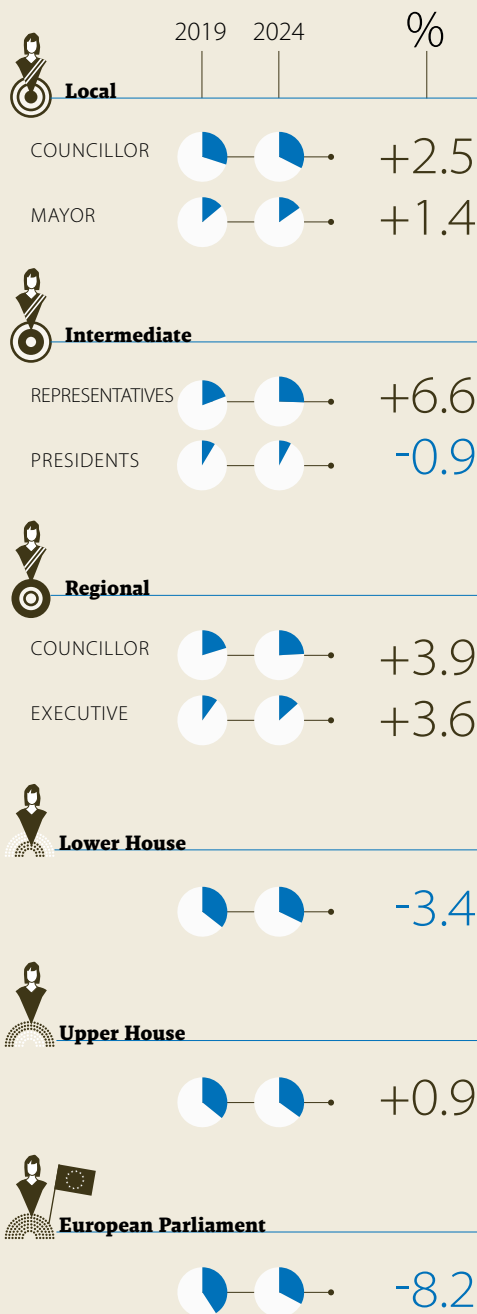 2019 2024 %
Local
COUNCILLOR +2.5
MAYOR +1.4
Intermediate
REPRESENTATIVES +6.6
PRESIDENTS -0.9
Regional
COUNCILLOR +3.9
EXECUTIVE +3.6
Lower House
-3.4
Upper House
+0.9
European Parliament
-8.2